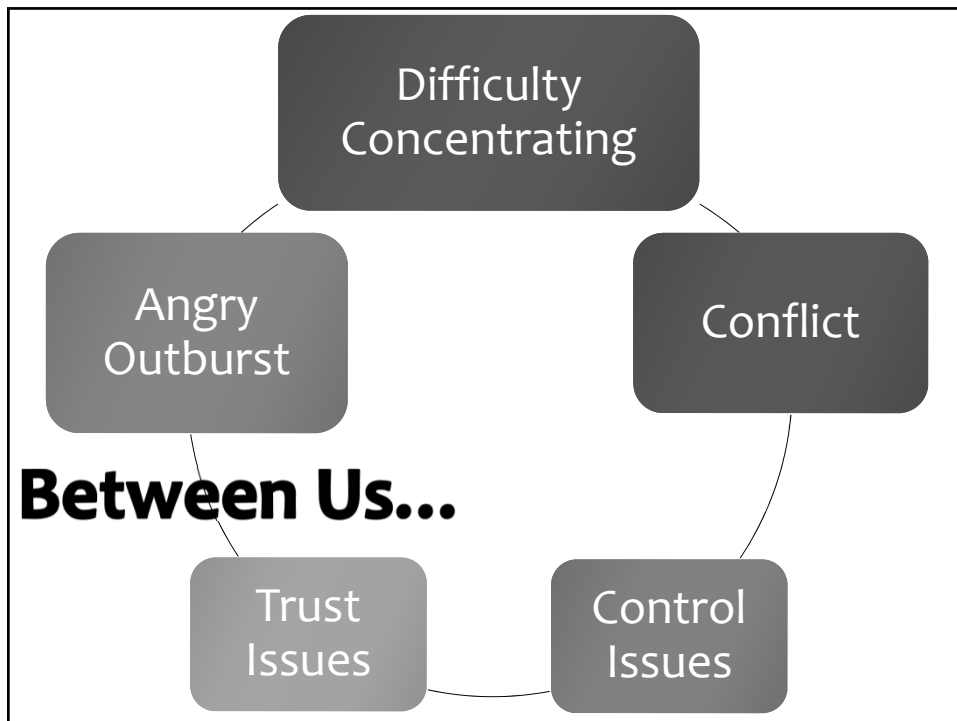 Difficulty
Concentrating
Angry
Outburst
Conflict
Between Us...
Trust
Issues
Control
Issues